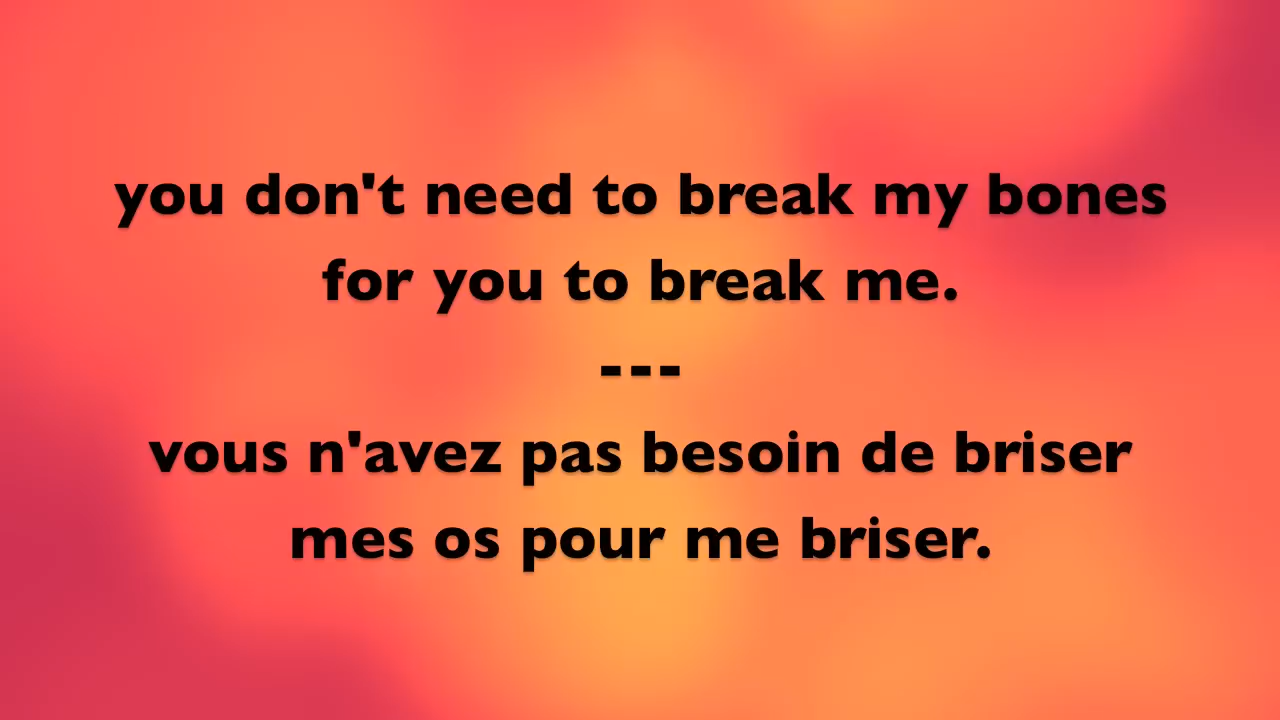 you don't need to break my bones
for you to break me.
---
vous n'avez pas besoin de briser
mes os pour me briser.